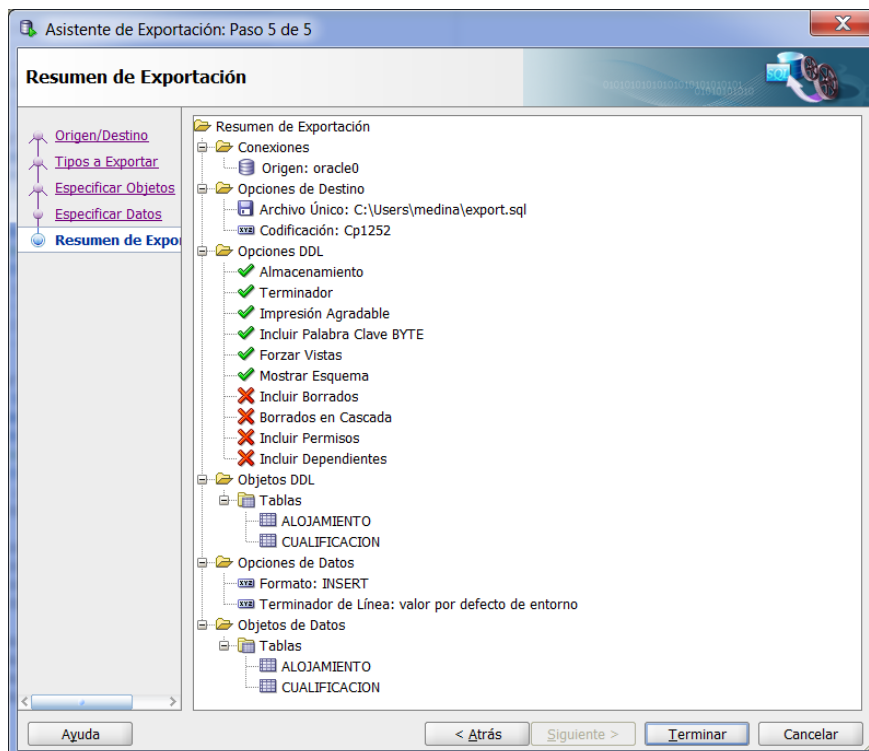 Asistente de Exportación: Paso 5 de 5
Resumen de Exportación
Origen/Destino
Tipos a Exportar
Especificar Objetos
Especificar Datos
Resumen de Expor
Resumen de Exportación
Conexiones
Origen: oracle0
Opciones de Destino
Archivo Único: C:\Users\medina\export.sql
Codificación: Cp1252
Opciones DDL
Almacenamiento
Terminador
Impresión Agradable
Incluir Palabra Clave BYTE
Forzar Vistas
Mostrar Esquema
Incluir Borrados
Borrados en Cascada
Incluir Permisos
Incluir Dependientes
Objetos DDL
Tablas
ALOJAMIENTO
CUALIFICACION
Opciones de Datos
Formato: INSERT
Terminador de Línea: valor por defecto de entorno
Objetos de Datos
Tablas
ALOJAMIENTO
CUALIFICACION
Ayuda
< Atrás
Siguiente >
Terminar
Cancelar